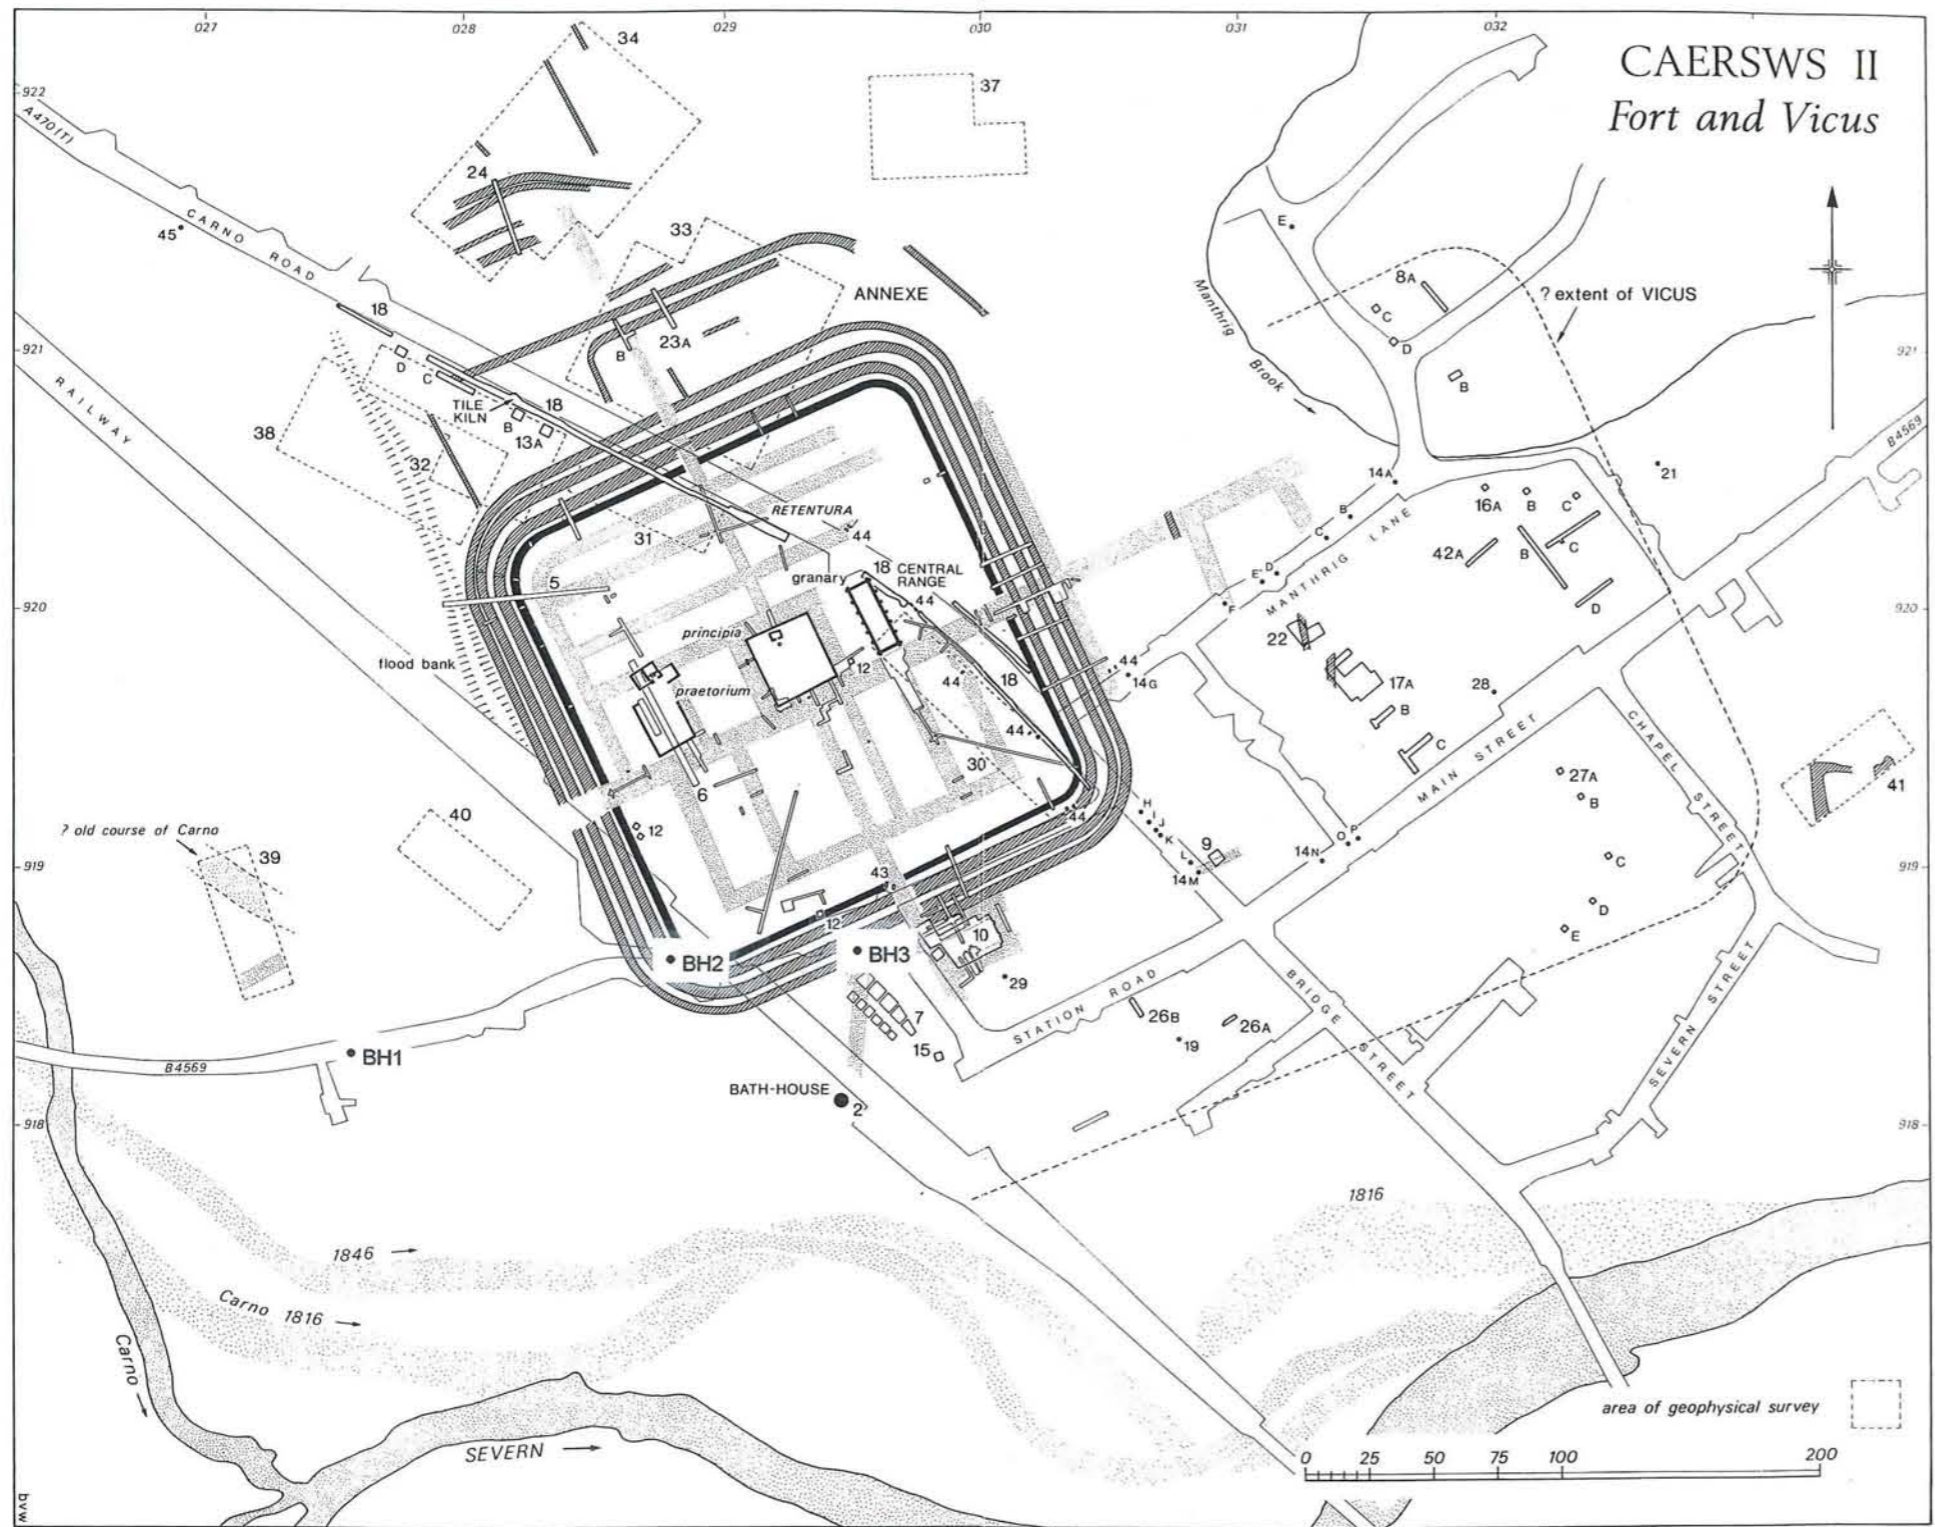 027
028
029
030
031
032
CAERSWS II
Fort and Vicus
922
A470(T)
34
37
24
CARNO ROAD
45
33
E
8A
? extent of VICUS
C
D
B
Manthrig Brook
ANNEXE
23A
B
921
921
18
D
C
TILE
KILN
B
18
13A
RAILWAY
38
32
B4569
21
14A
16A
B
C
B
C
42A
B
C
D
E
D
MANTHRIG LANE
F
RETENTURA
44
31
5
granary
18
CENTRAL
RANGE
44
920
920
principia
22
flood bank
12
praetorium
44
18
44
14G
17A
28
B
C
44
30
6
MAIN STREET
CHAPEL STREET
27A
B
41
12
40
? old course of Carno
39
44
H
I
J
K
L
14M
9
14N
O
P
C
919
919
43
12
10
D
E
BH2
BH3
29
STATION ROAD
BRIDGE STREET
SEVERN STREET
7
26B
26A
19
15
BH1
B4569
BATH-HOUSE
2
918
918
1816
1846
Carno 1816
Carno
SEVERN
area of geophysical survey
0 25 50 75 100 200
bvw